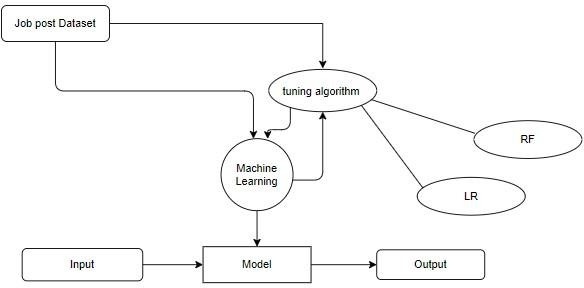 Job post Dataset
tuning algorithm
RF
Machine
Learning
LR
Input
Model
Output